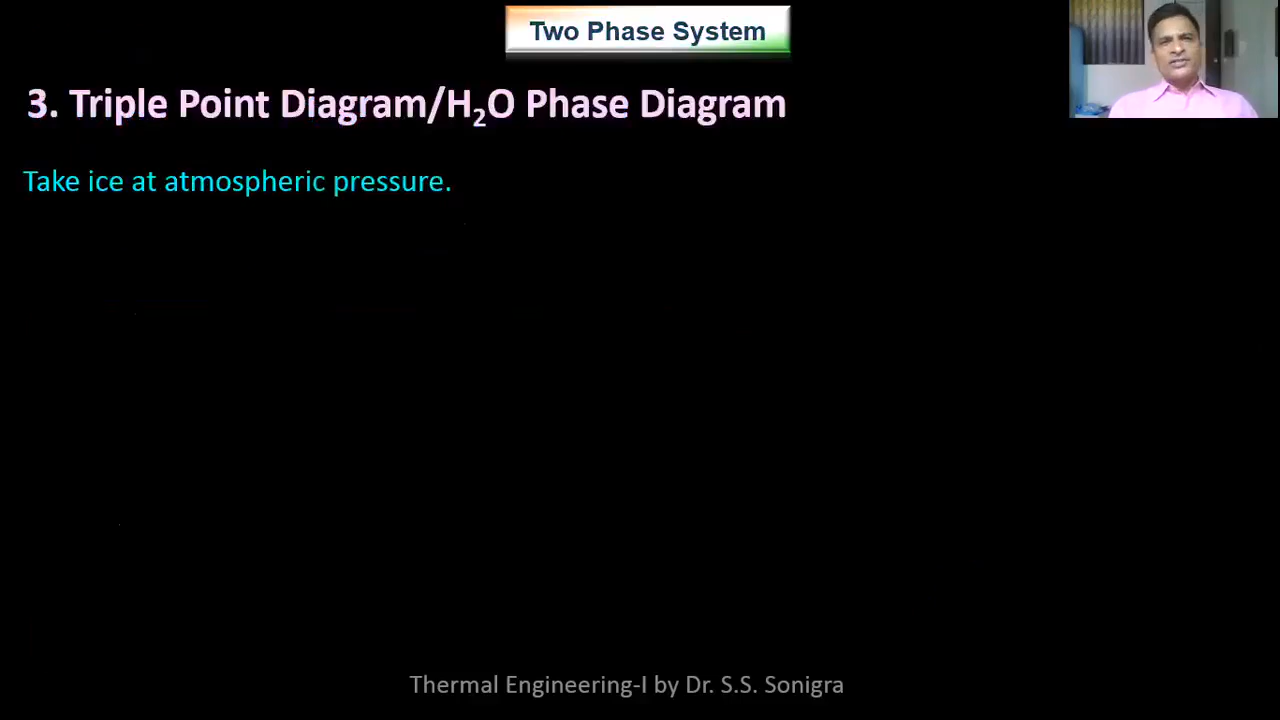 Two Phase System
3. Triple Point Diagram/H₂O Phase Diagram
Take ice at atmospheric pressure.
Thermal Engineering-I by Dr. S.S. Sonigra